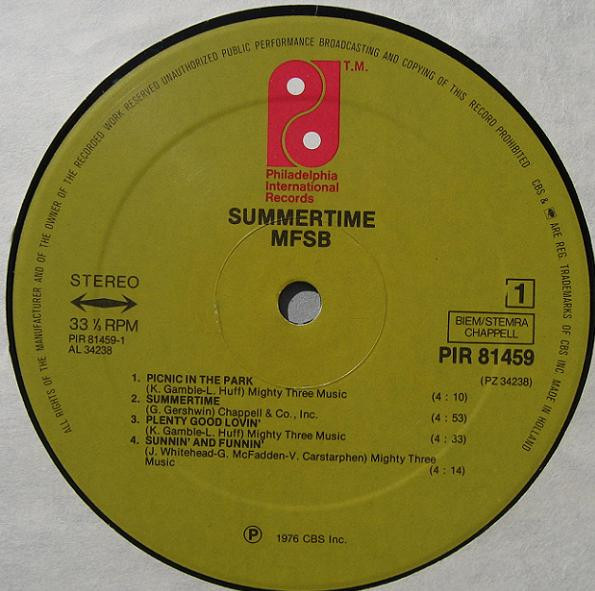 ALL RIGHTS OF THE MANUFACTURER AND OF THE OWNER OF THE RECORDED WORK RESERVED UNAUTHORIZED PUBLIC PERFORMANCE BROADCASTING AND COPYING OF THIS RECORD PROHIBITED CBS & ARE REG. TRADEMARKS OF CBS INC MADE IN HOLLAND
T.M.
Philadelphia
International
Records
SUMMERTIME
MFSB
STEREO
33 ⅓ RPM
PIR 81459-1
AL 34238
1
BIEM/STEMRA
CHAPPELL
PIR 81459
(PZ 34238)
1. PICNIC IN THE PARK
(K. Gamble-L. Huff) Mighty Three Music (4 : 10)
2. SUMMERTIME
(G. Gershwin) Chappell & Co., Inc. (4 : 53)
3. PLENTY GOOD LOVIN'
(K. Gamble-L. Huff) Mighty Three Music (4 : 33)
4. SUNNIN' AND FUNNIN'
(J. Whitehead-G. McFadden-V. Carstarphen) Mighty Three
Music (4 : 14)
℗ 1976 CBS Inc.